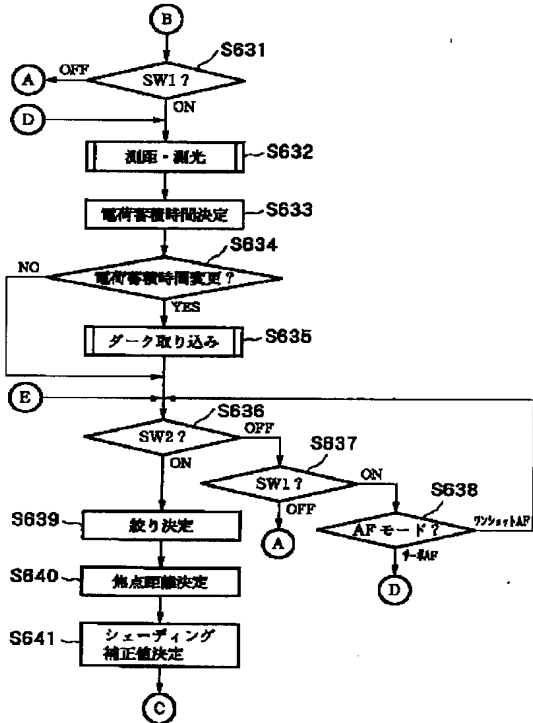 B
S631
OFF
A
SW1?
ON
D
測距・測光
S632
電荷蓄積時間決定
S633
S634
NO
電荷蓄積時間変更?
YES
ダーク取り込み
S635
E
S636
SW2?
OFF
S637
ON
SW1?
ON
S638
OFF
AFモード?
ワンショットAF
A
サーボAF
D
S639
絞り決定
S640
焦点距離決定
S641
シェーディング
補正値決定
C